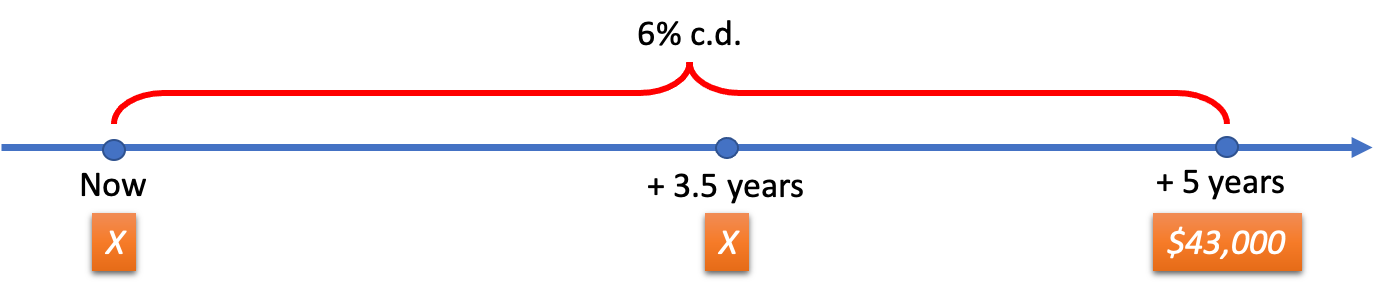 6% c.d.
Now
+ 3.5 years
+ 5 years
X
X
$43,000